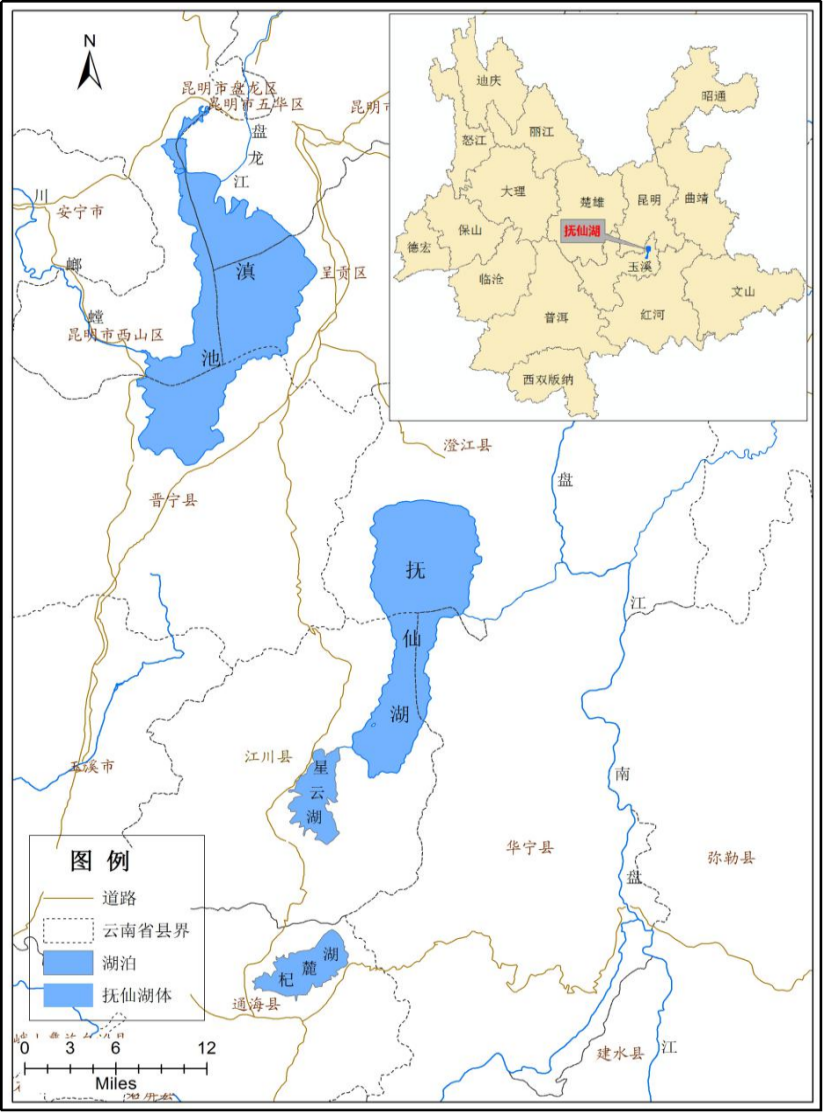 N
昆明市盘龙区
昆明市五华区
昆明
盘龙江
川
安宁市
螂
螳
昆明市西山区
呈贡区
滇池
晋宁县
澄江县
迪庆
昭通
怒江
丽江
大理
楚雄
昆明
曲靖
保山
德宏
抚仙湖
玉溪
临沧
文山
普洱
红河
西双版纳
盘
江
抚仙湖
江川县
玉溪市
星云湖
南
盘
华宁县
弥勒县
杞麓湖
通海县
建水县
江
图例
道路
云南省县界
湖泊
抚仙湖体
0 3 6 12
Miles